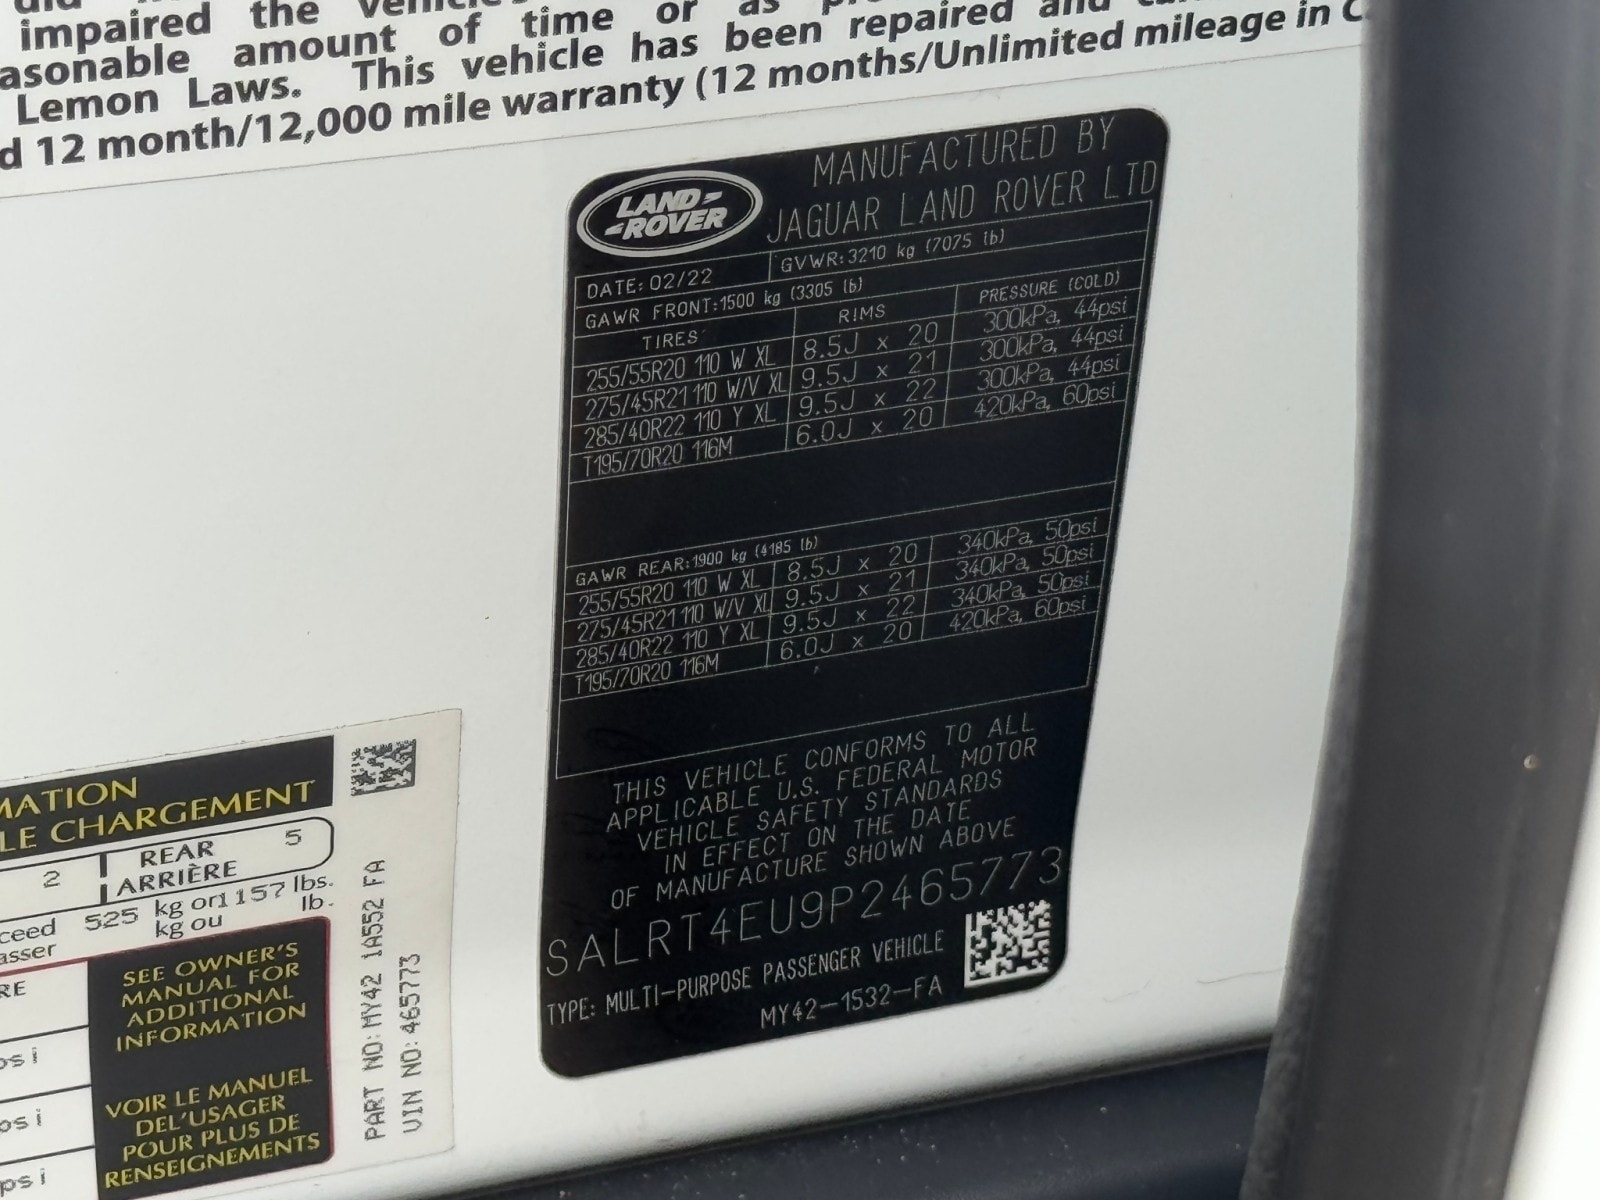 impaired the
asonable amount of time or as
Lemon Laws. This vehicle has been repaired and
d 12 month/12,000 mile warranty (12 months/Unlimited mileage in C
LAND-
-ROVER
MANUFACTURED BY
JAGUAR LAND ROVER LTD
DATE: 02/22 GVWR: 3210 kg (7075 lb)
GAWR FRONT: 1500 kg (3305 lb)
TIRES RIMS PRESSURE (COLD)
255/55R20 110 W XL 8.5J x 20 300kPa, 44psi
275/45R21 110 W/V XL 9.5J x 21 300kPa, 44psi
285/40R22 110 Y XL 9.5J x 22 300kPa, 44psi
T195/70R20 116M 6.0J x 20 420kPa, 60psi
GAWR REAR: 1900 kg (4185 lb)
255/55R20 110 W XL 8.5J x 20 340kPa, 50psi
275/45R21 110 W/V XL 9.5J x 21 340kPa, 50psi
285/40R22 110 Y XL 9.5J x 22 340kPa, 50psi
T195/70R20 116M 6.0J x 20 420kPa, 60psi
THIS VEHICLE CONFORMS TO ALL
APPLICABLE U.S. FEDERAL MOTOR
VEHICLE SAFETY STANDARDS
IN EFFECT ON THE DATE
OF MANUFACTURE SHOWN ABOVE
SALRT4EU9P2465773
TYPE: MULTI-PURPOSE PASSENGER VEHICLE
MY42-1532-FA
MATION
LE CHARGEMENT
2 REAR 5
ARRIÈRE
ceed 525 kg or 1157 lbs.
asser kg ou lb.
RE
psi
psi
psi
SEE OWNER'S
MANUAL FOR
ADDITIONAL
INFORMATION
VOIR LE MANUEL
DEL'USAGER
POUR PLUS DE
RENSEIGNEMENTS
PART NO: MY42 1A552 FA
VIN NO: 465773